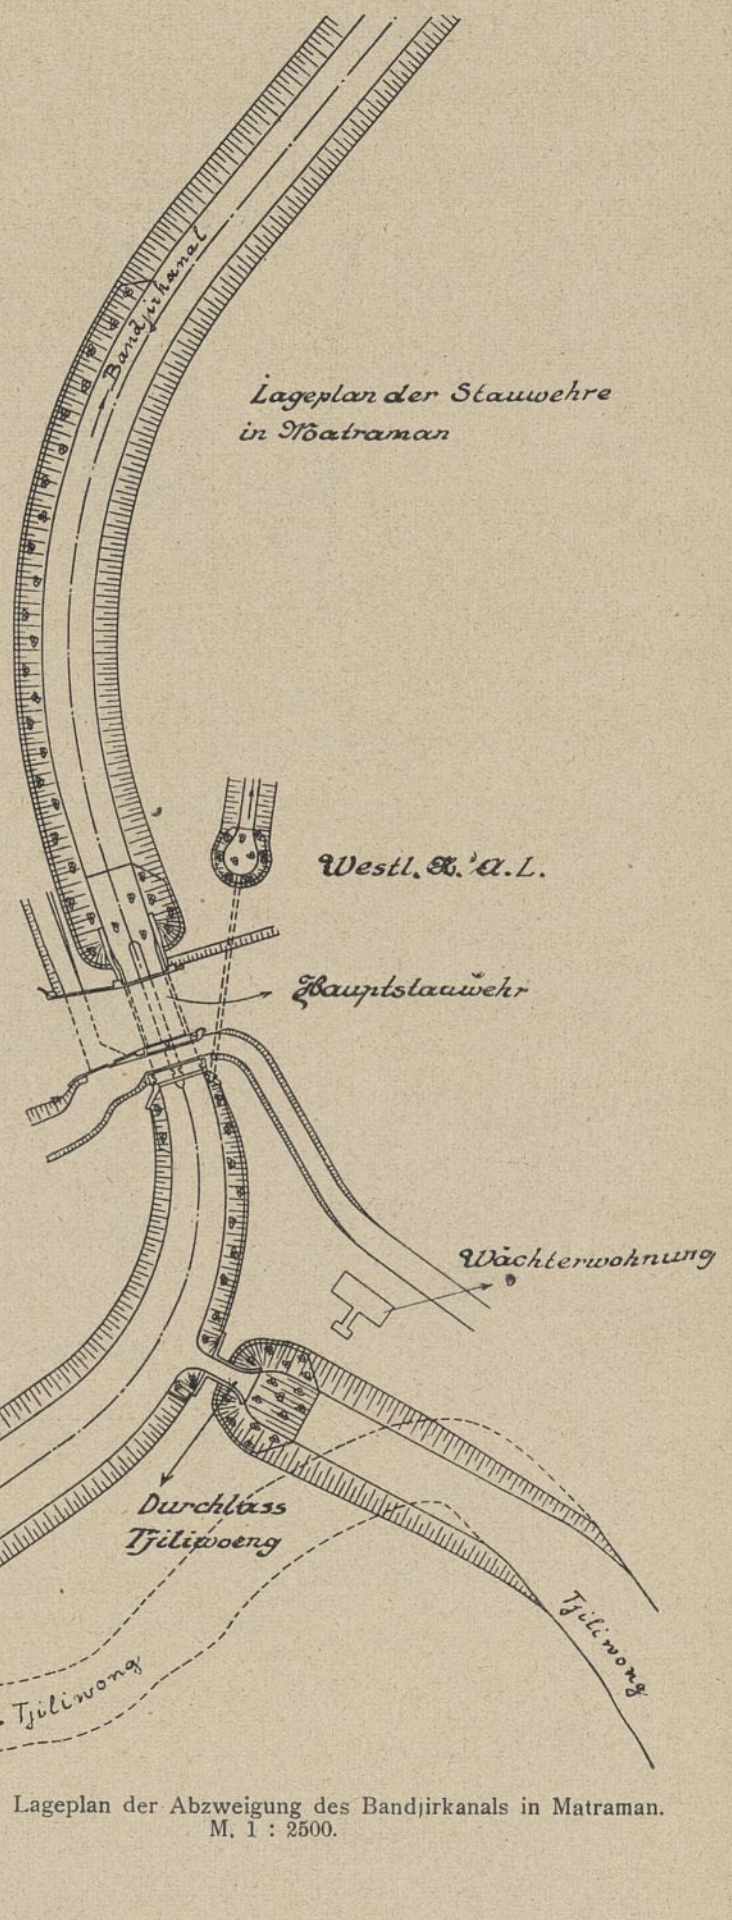 Bandjirkanal
Lageplan der Stauwehre
in Matraman
Westl. K. A. L.
Hauptstauwehr
Wächterwohnung
Durchlass
Tjiliwoeng
Tjiliwong
Tjiliwong
Lageplan der Abzweigung des Bandjirkanals in Matraman.
M. 1 : 2500.